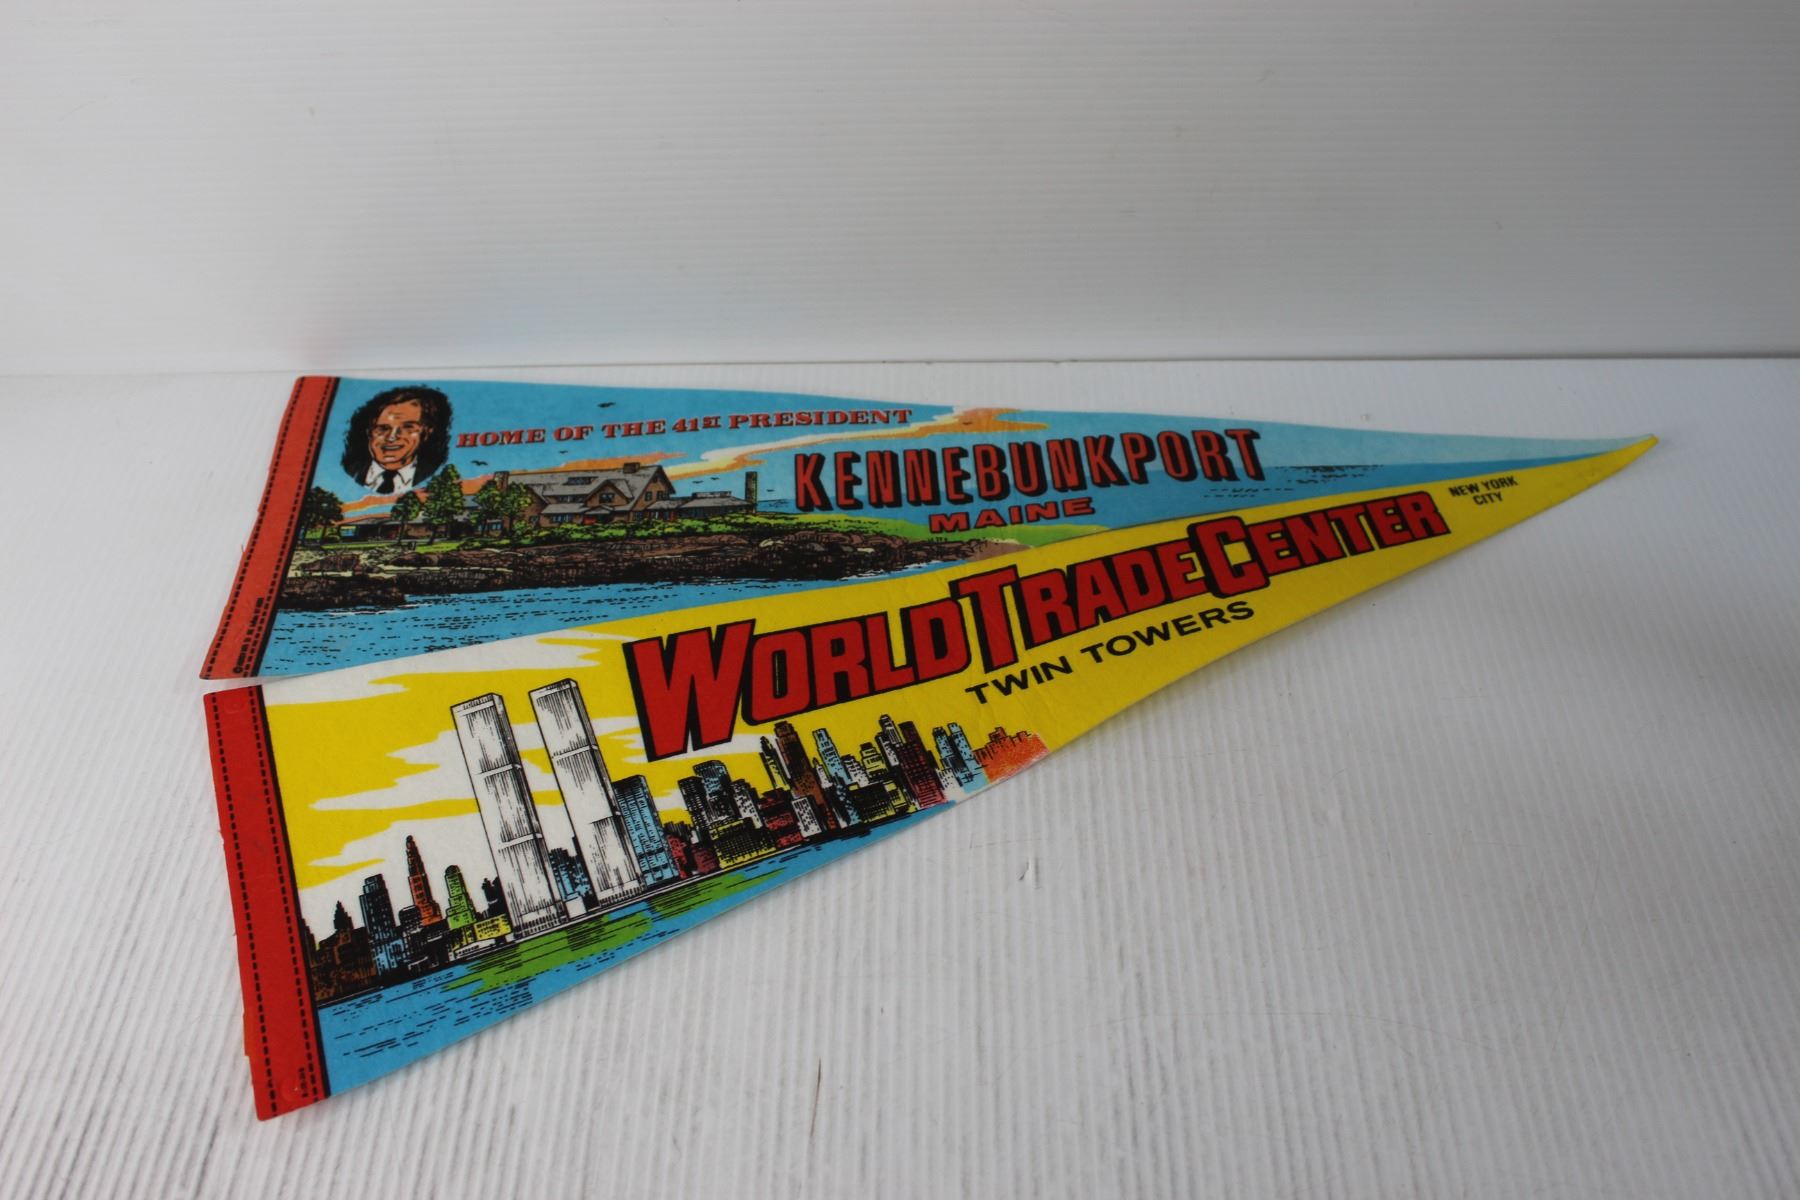 HOME OF THE 41ST PRESIDENT
KENNEBUNKPORT
MAINE
WORLD TRADE CENTER
TWIN TOWERS
NEW YORK
CITY